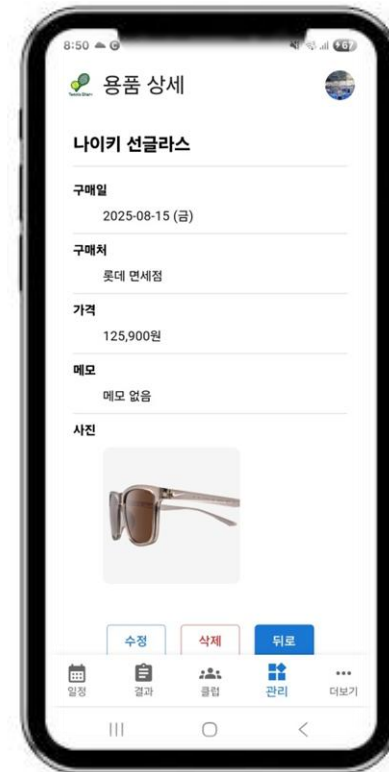 8:50
67
용품 상세
나이키 선글라스
구매일
2025-08-15 (금)
구매처
롯데 면세점
가격
125,900원
메모
메모 없음
사진
수정 삭제 뒤로
일정 결과 클럽 관리 더보기